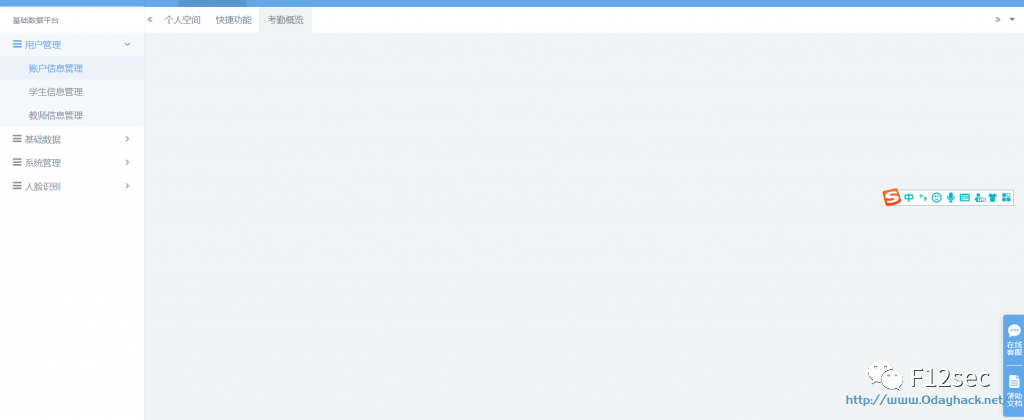 基础数据平台
« 个人空间 快捷功能 考勤概览 »
用户管理
账户信息管理
学生信息管理
教师信息管理
基础数据
系统管理
人脸识别
中 °,
在线
客服
F12sec
http://www.0dayhack.net
帮助
文档